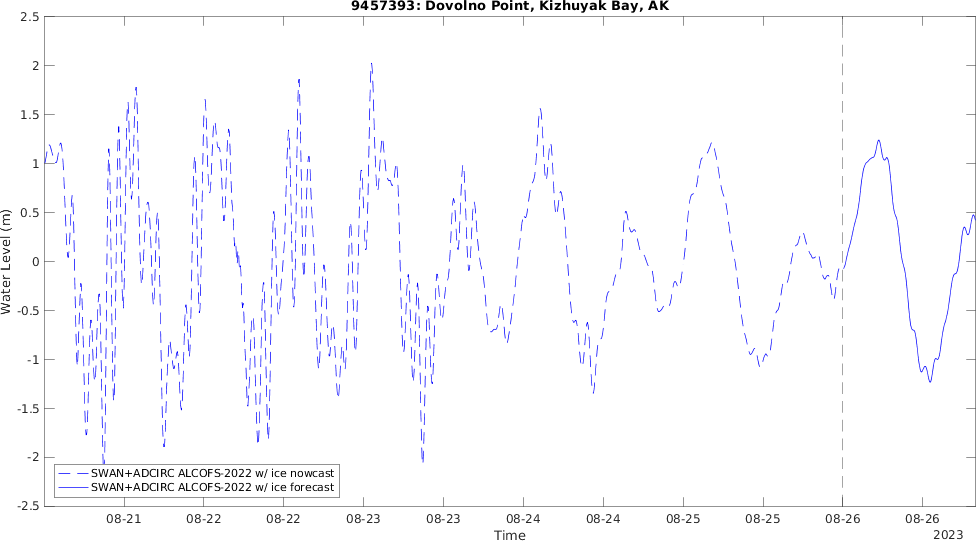 9457393: Dovolno Point, Kizhuyak Bay, AK
2.5
2
1.5
1
0.5
0
-0.5
-1
-1.5
-2
-2.5
Water Level (m)
SWAN+ADCIRC ALCOFS-2022 w/ ice nowcast
SWAN+ADCIRC ALCOFS-2022 w/ ice forecast
08-21 08-22 08-22 08-23 08-23 08-24 08-24 08-25 08-25 08-26 08-26
Time
2023